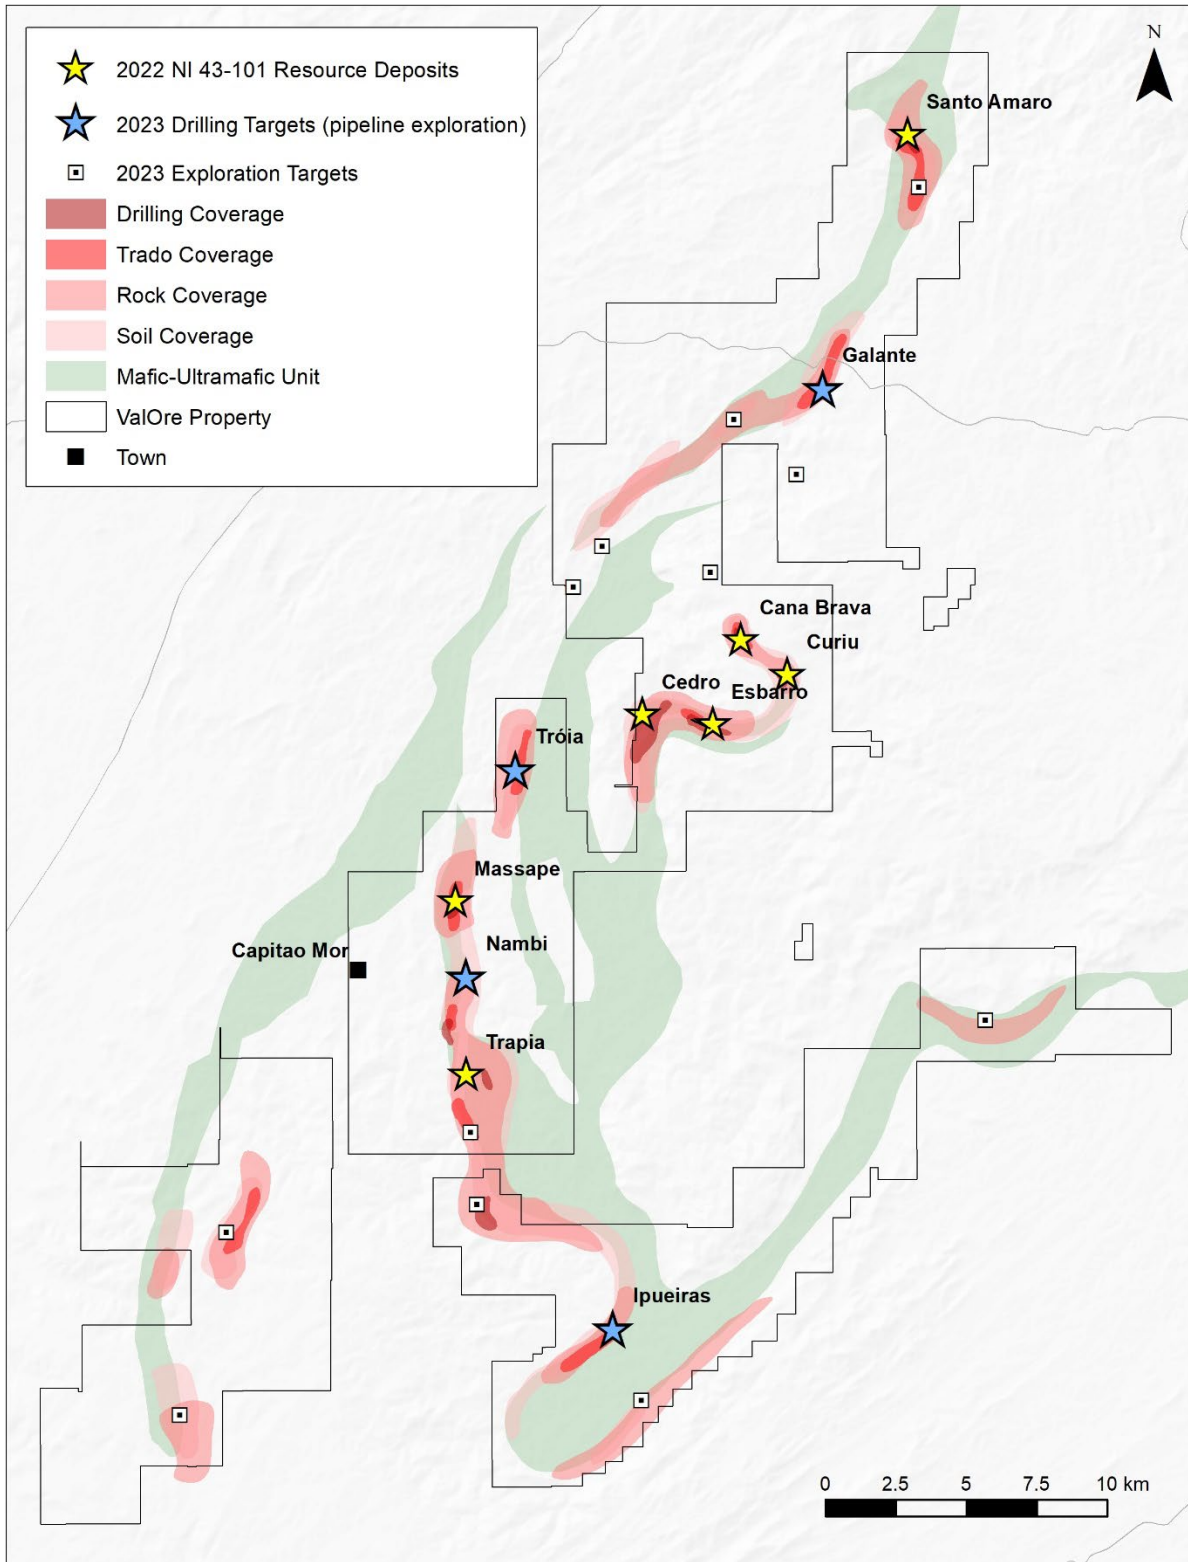 2022 NI 43-101 Resource Deposits
2023 Drilling Targets (pipeline exploration)
2023 Exploration Targets
Drilling Coverage
Trado Coverage
Rock Coverage
Soil Coverage
Mafic-Ultramafic Unit
ValOre Property
Town
N
Santo Amaro
Galante
Cana Brava
Curiu
Cedro
Esbarro
Tróia
Massape
Nambi
Capitao Mor
Trapia
Ipueiras
0 2.5 5 7.5 10 km